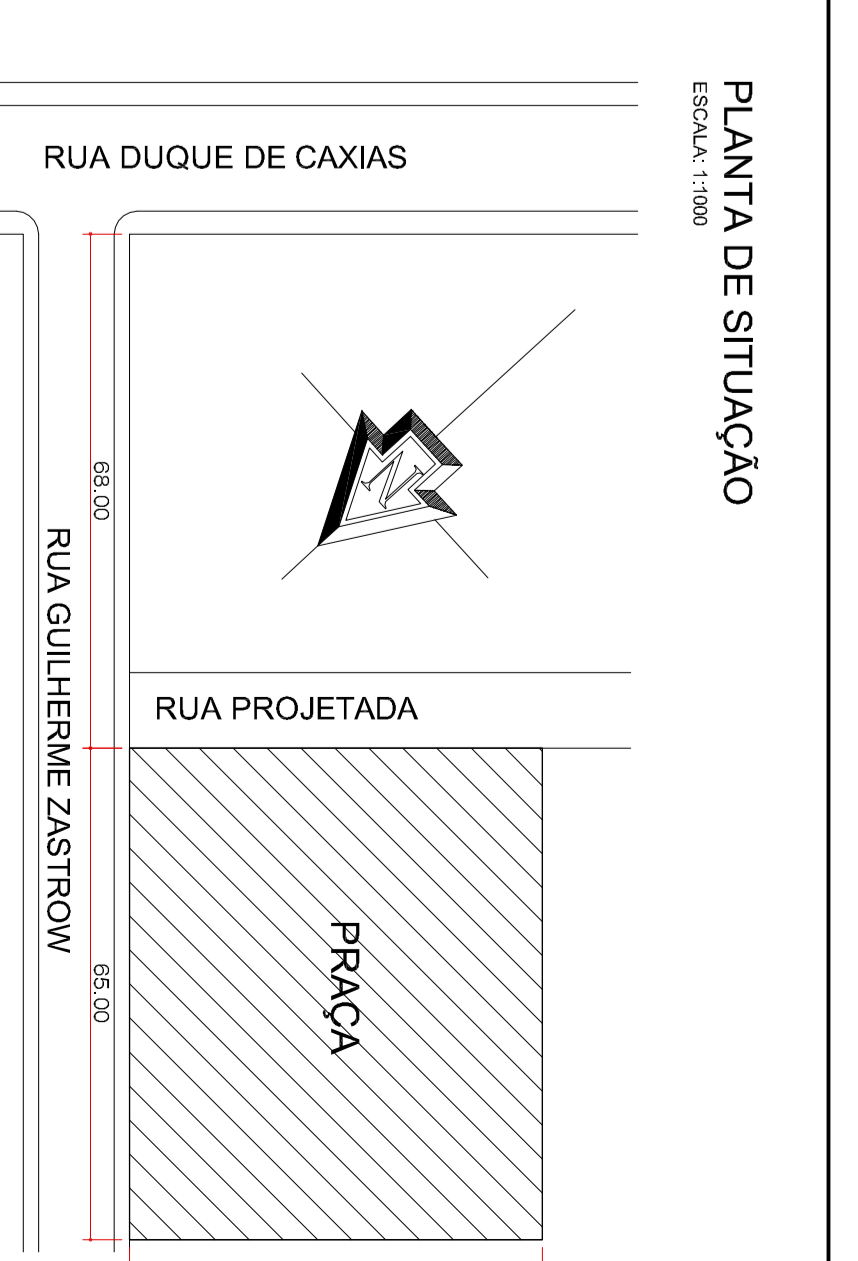 PLANTA DE SITUAÇÃO
ESCALA: 1:1000
RUA DUQUE DE CAXIAS
N
68.00
RUA PROJETADA
RUA GUILHERME ZASTROW
PRAÇA
65.00